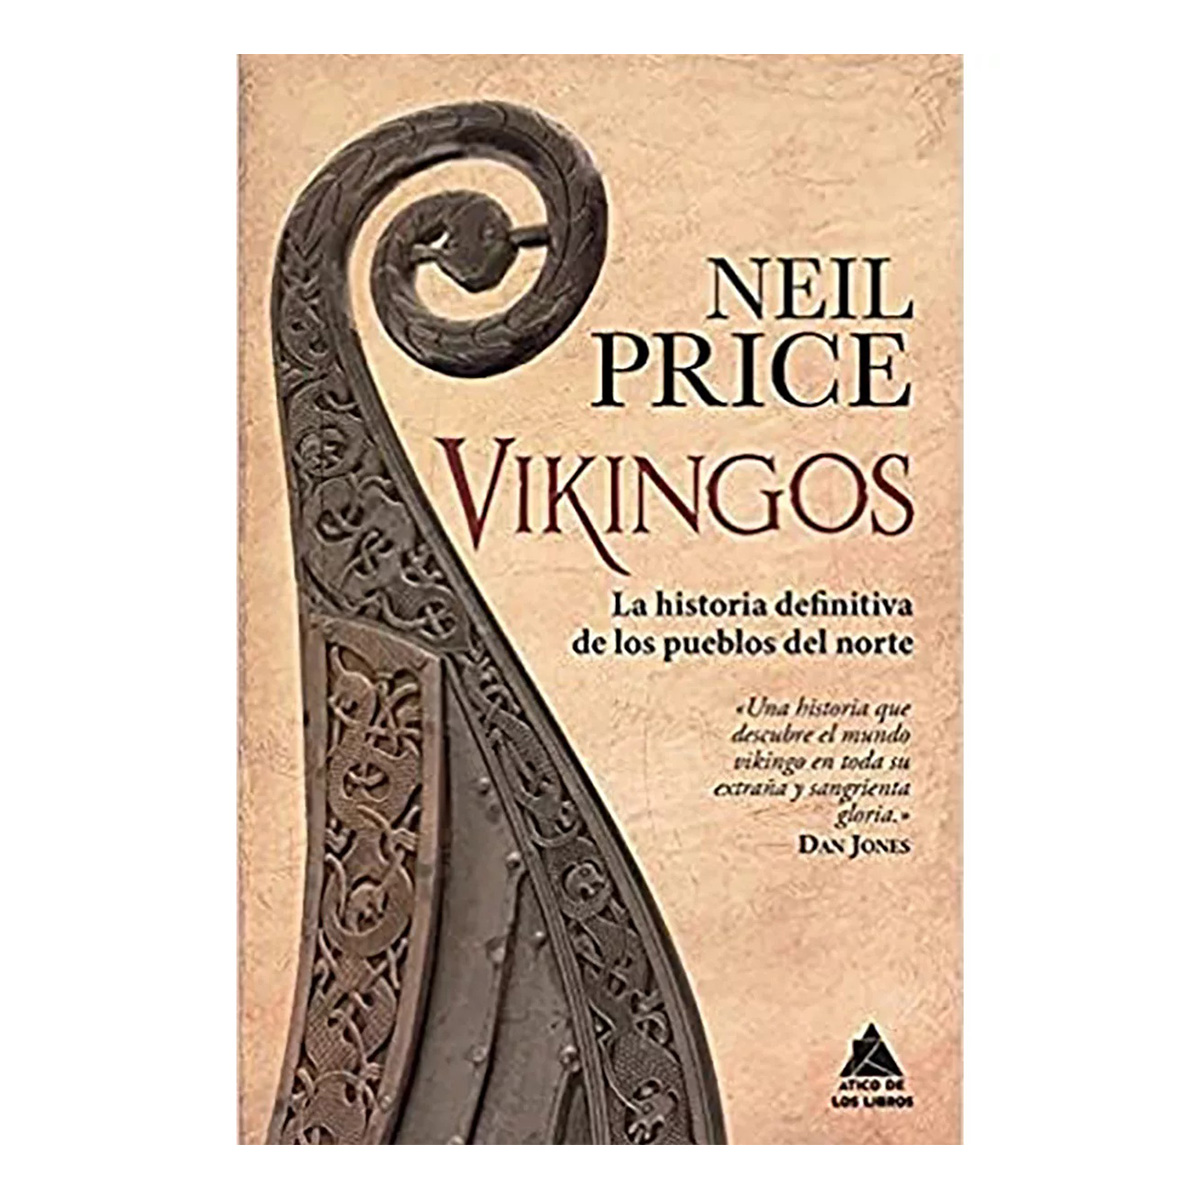 NEIL
PRICE
VIKINGOS
La historia definitiva
de los pueblos del norte
«Una historia que
descubre el mundo
vikingo en toda su
extraña y sangrienta
gloria.»
DAN JONES
ATICO DE
LOS LIBROS